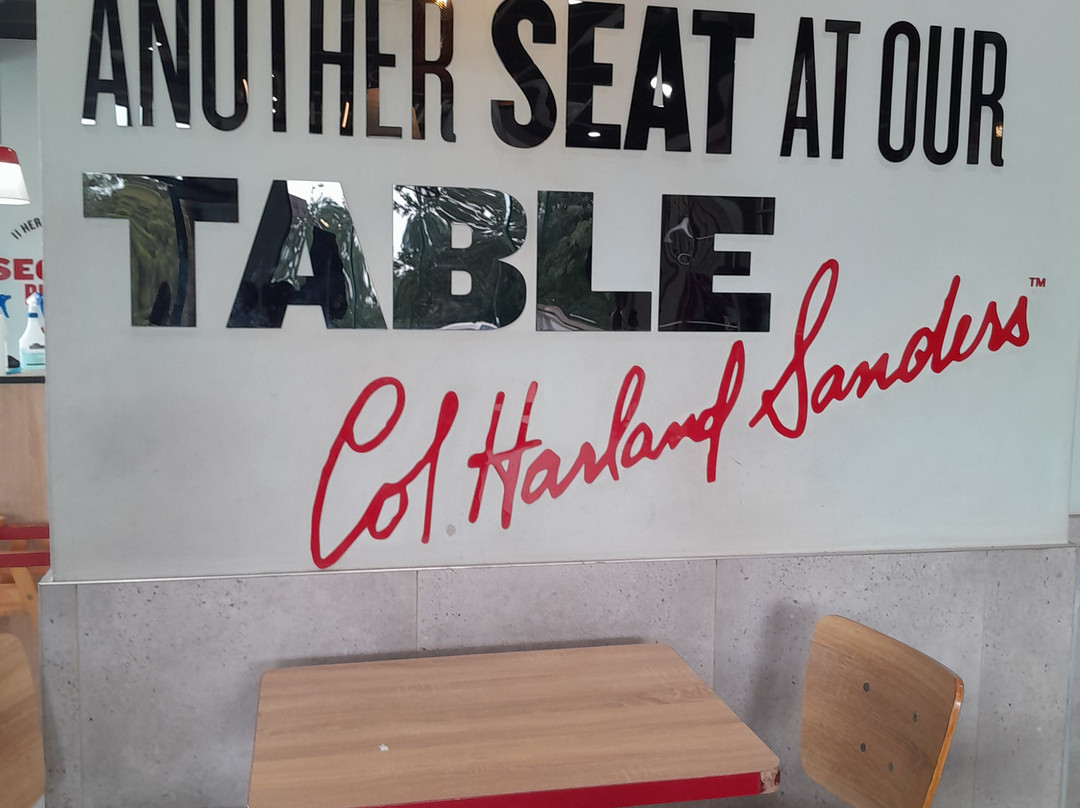 ANOTHER SEAT AT OUR
TABLE
Col. Harland Sanders™